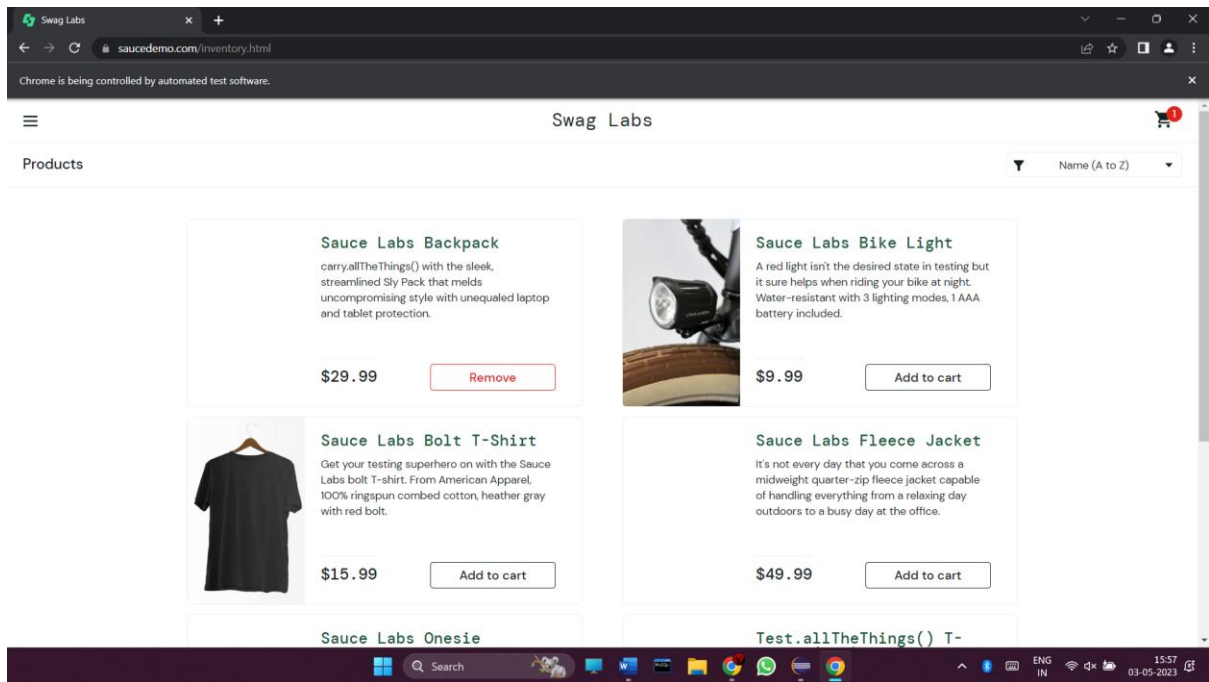 Swag Labs
saucedemo.com/inventory.html
Chrome is being controlled by automated test software.
Swag Labs
1
Products
Name (A to Z)
Sauce Labs Backpack
carry.allTheThings() with the sleek,
streamlined Sly Pack that melds
uncompromising style with unequaled laptop
and tablet protection.
$29.99
Remove
Sauce Labs Bike Light
A red light isn't the desired state in testing but
it sure helps when riding your bike at night.
Water-resistant with 3 lighting modes, 1 AAA
battery included.
$9.99
Add to cart
Sauce Labs Bolt T-Shirt
Get your testing superhero on with the Sauce
Labs bolt T-shirt. From American Apparel,
100% ringspun combed cotton, heather gray
with red bolt.
$15.99
Add to cart
Sauce Labs Fleece Jacket
It's not every day that you come across a
midweight quarter-zip fleece jacket capable
of handling everything from a relaxing day
outdoors to a busy day at the office.
$49.99
Add to cart
Sauce Labs Onesie
Test.allTheThings() T-
Search
ENG
IN
15:57
03-05-2023